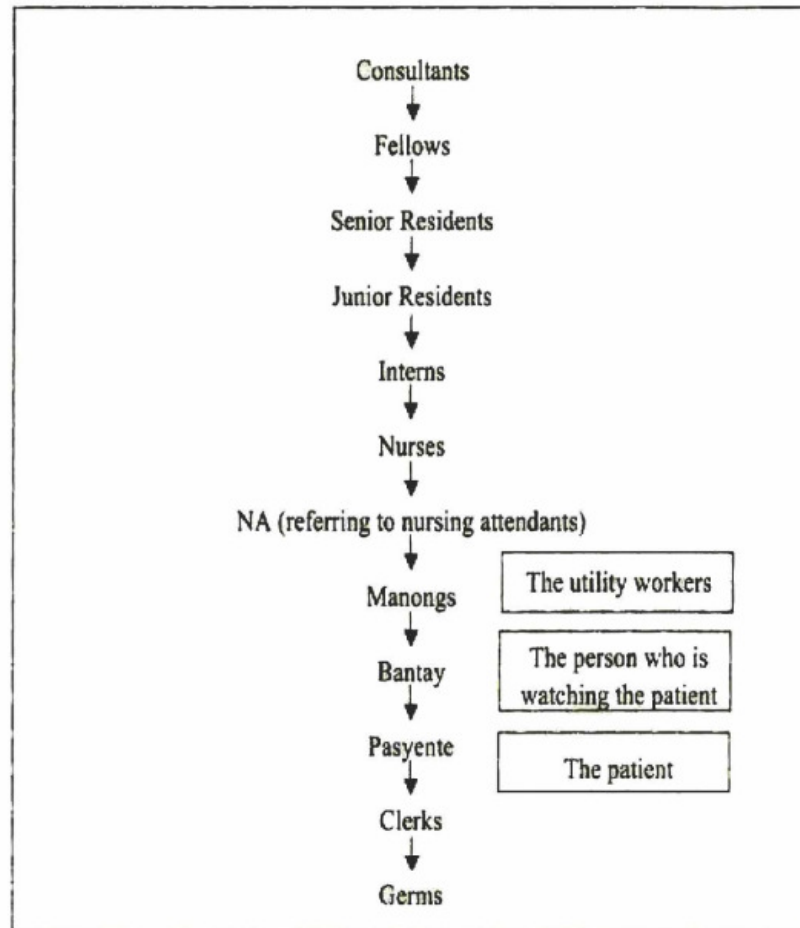 Consultants
Fellows
Senior Residents
Junior Residents
Interns
Nurses
NA (referring to nursing attendants)
Manongs
The utility workers
Bantay
The person who is
watching the patient
Pasyente
The patient
Clerks
Germs